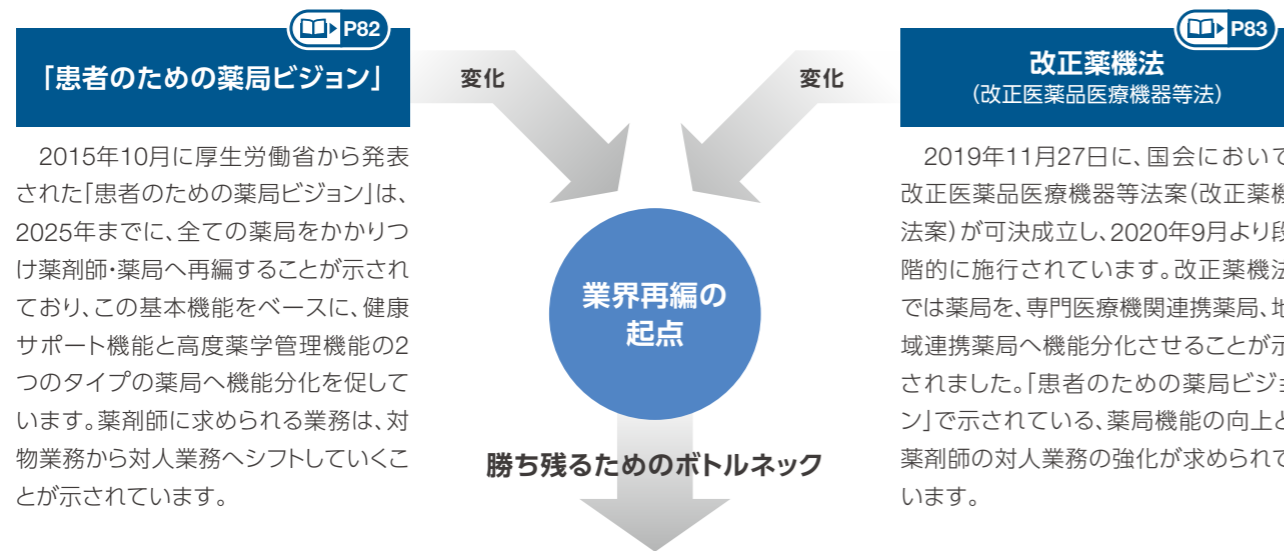 P82
「患者のための薬局ビジョン」
2015年10月に厚生労働省から発表
された「患者のための薬局ビジョン」は、
2025年までに、全ての薬局をかかりつ
け薬剤師・薬局へ再編することが示され
ており、この基本機能をベースに、健康
サポート機能と高度薬学管理機能の2
つのタイプの薬局へ機能分化を促して
います。薬剤師に求められる業務は、対
物業務から対人業務へシフトしていくこ
とが示されています。
変化
変化
業界再編の
起点
勝ち残るためのボトルネック
P83
改正薬機法
（改正医薬品医療機器等法）
2019年11月27日に、国会において
改正医薬品医療機器等法案（改正薬機
法案）が可決成立し、2020年9月より段
階的に施行されています。改正薬機法
では薬局を、専門医療機関連携薬局、地
域連携薬局へ機能分化させることが示
されました。「患者のための薬局ビジョ
ン」で示されている、薬局機能の向上と
薬剤師の対人業務の強化が求められて
います。